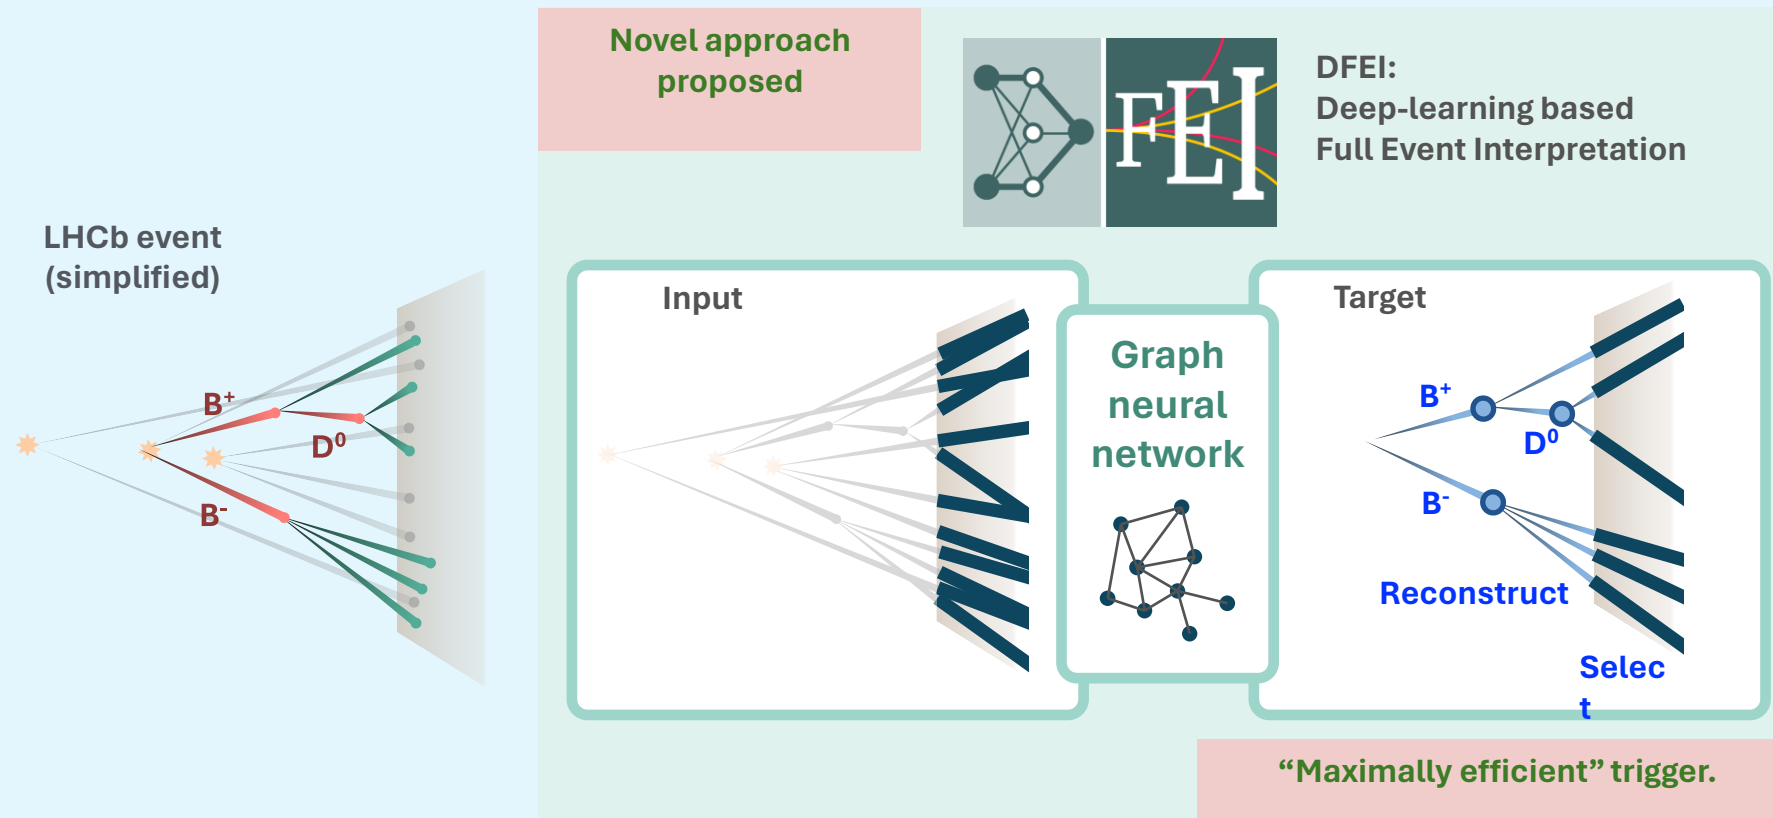 Novel approach
proposed
FEI
DFEI:
Deep-learning based
Full Event Interpretation
LHCb event
(simplified)
B⁺
D⁰
B⁻
Input
Graph
neural
network
Target
B⁺
D⁰
B⁻
Reconstruct
Selec
t
“Maximally efficient” trigger.